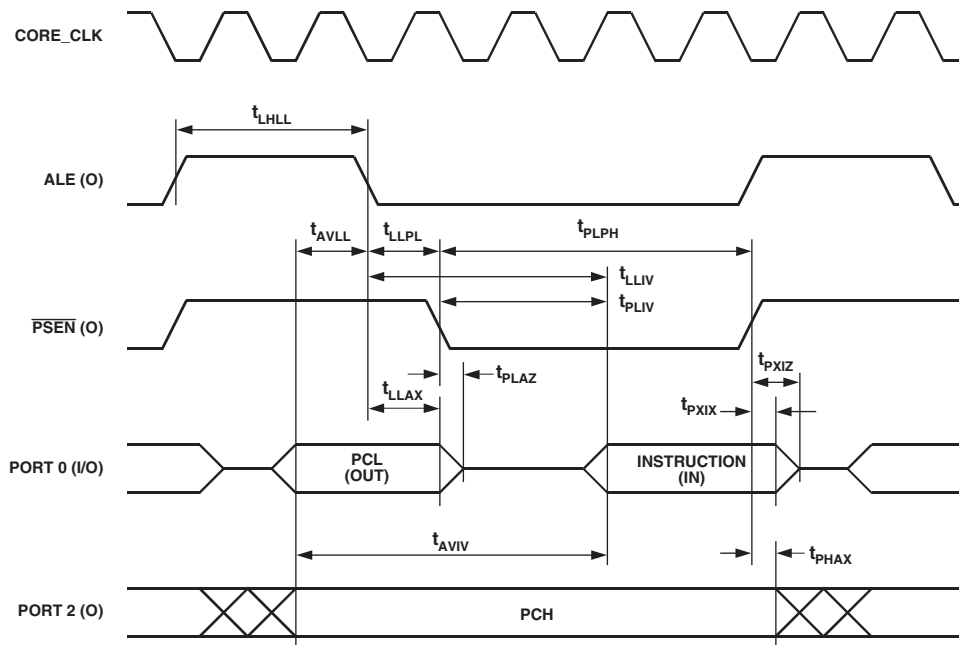 CORE_CLK
tLHLL
ALE (O)
tAVLL
tLLPL
tPLPH
tLLIV
tPLIV
PSEN (O)
tPXIZ
tPLAZ
tLLAX
tPXIX
PORT 0 (I/O)
PCL
(OUT)
INSTRUCTION
(IN)
tAVIV
tPHAX
PORT 2 (O)
PCH